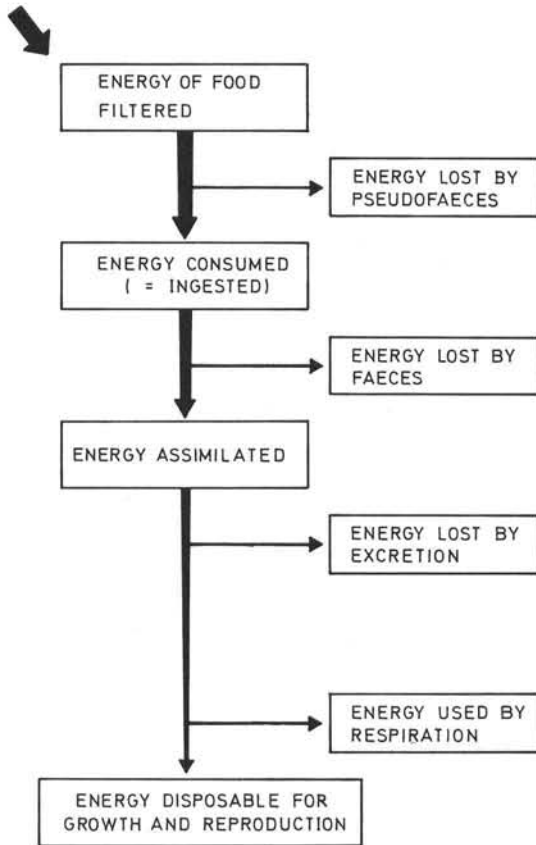 ENERGY OF FOOD
FILTERED
ENERGY LOST BY
PSEUDOFAECES
ENERGY CONSUMED
( = INGESTED)
ENERGY LOST BY
FAECES
ENERGY ASSIMILATED
ENERGY LOST BY
EXCRETION
ENERGY USED BY
RESPIRATION
ENERGY DISPOSABLE FOR
GROWTH AND REPRODUCTION